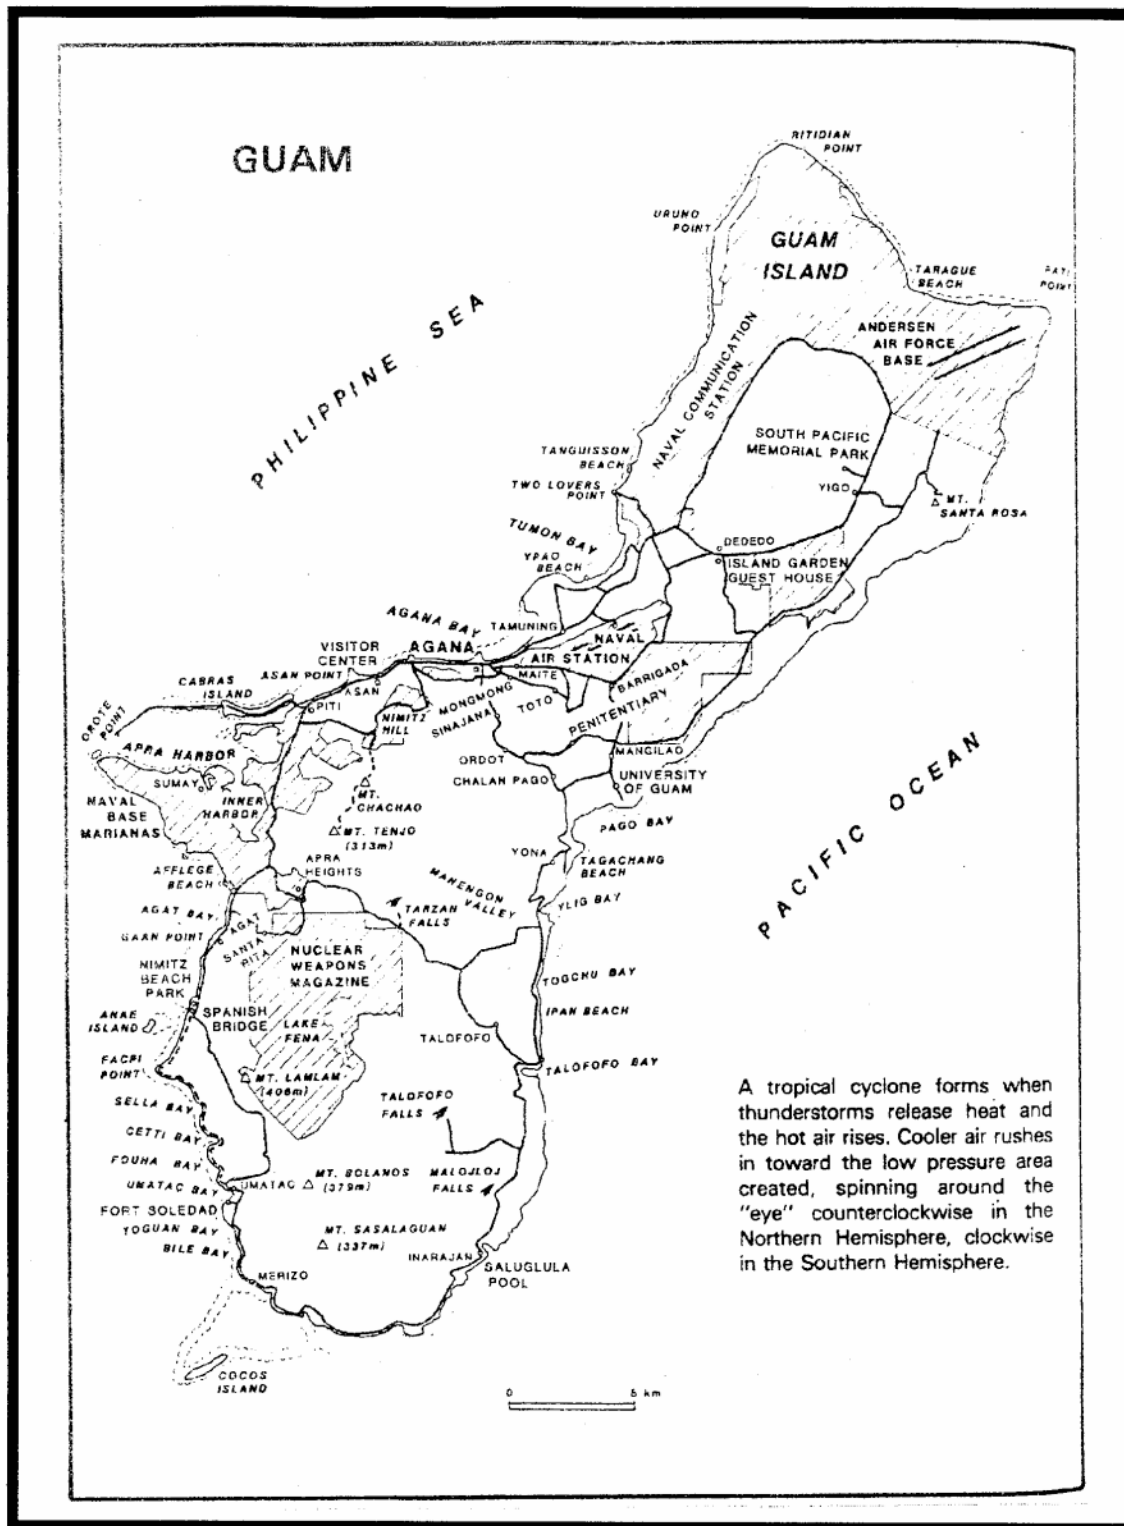 GUAM
RITIDIAN
POINT
URUNO
POINT
GUAM
ISLAND
TARAGUE
BEACH
PATI
POINT
PHILIPPINE SEA
ANDERSEN
AIR FORCE
BASE
NAVAL COMMUNICATION
STATION
SOUTH PACIFIC
MEMORIAL PARK
TANGUISSON
BEACH
TWO LOVERS
POINT
YIGO
MT.
SANTA ROSA
TUMON BAY
YPAO
BEACH
DEDEDO
ISLAND GARDEN
GUEST HOUSE
AGANA BAY
TAMUNING
VISITOR
CENTER
AGANA
NAVAL
AIR STATION
ASAN POINT
ASAN
MAITE
BARRIGADA
CABRAS
ISLAND
PITI
MONGMONG
SINAJANA
TOTO
PENITENTIARY
OROTE
POINT
NIMITZ
HILL
APRA HARBOR
ORDOT
MANGILAO
SUMAY
CHALAN PAGO
UNIVERSITY
OF GUAM
INNER
HARBOR
MT.
CHACHAO
NAVAL
BASE
MARIANAS
MT. TENJO
(313m)
PAGO BAY
PACIFIC OCEAN
YONA
TAGACHANG
BEACH
APRA
HEIGHTS
AFFLEGE
BEACH
MANENGON
VALLEY
YLIG BAY
AGAT BAY
TARZAN
FALLS
GAAN POINT
AGAT
SANTA
RITA
NUCLEAR
WEAPONS
MAGAZINE
NIMITZ
BEACH
PARK
TOGCHU BAY
IPAN BEACH
ANAE
ISLAND
SPANISH
BRIDGE
LAKE
FENA
TALOFOFO
FACPI
POINT
MT. LAMLAM
(406m)
TALOFOFO BAY
SELLA BAY
TALOFOFO
FALLS
A tropical cyclone forms when
thunderstorms release heat and
the hot air rises. Cooler air rushes
in toward the low pressure area
created, spinning around the
"eye" counterclockwise in the
Northern Hemisphere, clockwise
in the Southern Hemisphere.
CETTI BAY
FOUHA BAY
MT. BOLANOS
(379m)
MALOJLOJ
FALLS
UMATAC BAY
UMATAC
FORT SOLEDAD
TOGUAN BAY
MT. SASALAGUAN
(337m)
BILE BAY
INARAJAN
SALUGLULA
POOL
MERIZO
COCOS
ISLAND
0 5 km